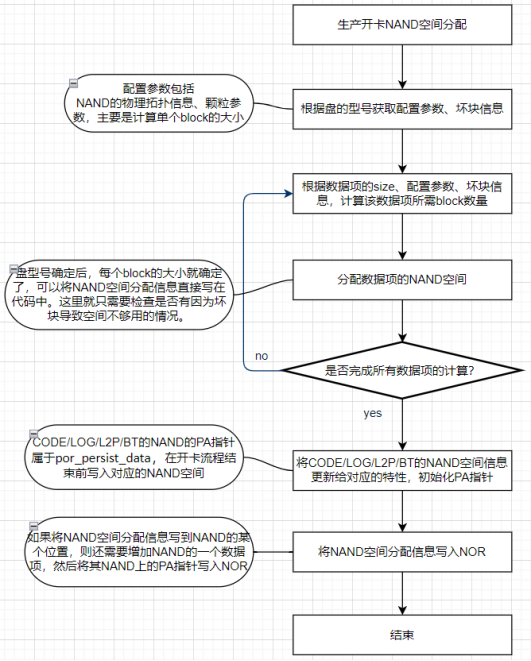 生产开卡NAND空间分配
配置参数包括
NAND的物理拓扑信息、颗粒参
数，主要是计算单个block的大小
根据盘的型号获取配置参数、坏块信息
根据数据项的size、配置参数、坏块信
息，计算该数据项所需block数量
盘型号确定后，每个block的大小就确定
了，可以将NAND空间分配信息直接写在
代码中。这里就只需要检查是否有因为坏
块导致空间不够用的情况。
分配数据项的NAND空间
no
是否完成所有数据项的计算？
yes
CODE/LOG/L2P/BT的NAND的PA指针
属于por_persist_data，在开卡流程结
束前写入对应的NAND空间
将CODE/LOG/L2P/BT的NAND空间信息
更新给对应的特性，初始化PA指针
如果将NAND空间分配信息写到NAND的某
个位置，则还需要增加NAND的一个数据
项，然后将其NAND上的PA指针写入NOR
将NAND空间分配信息写入NOR
结束